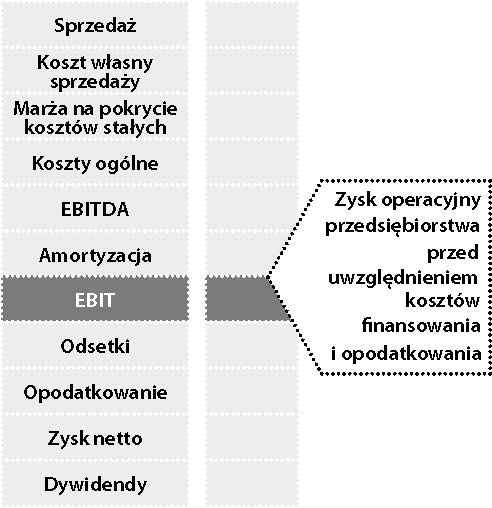 Sprzedaż
Koszt własny
sprzedaży
Marża na pokrycie
kosztów stałych
Koszty ogólne
EBITDA
Amortyzacja
EBIT
Odsetki
Opodatkowanie
Zysk netto
Dywidendy
Zysk operacyjny
przedsiębiorstwa
przed
uwzględnieniem
kosztów
finansowania
i opodatkowania